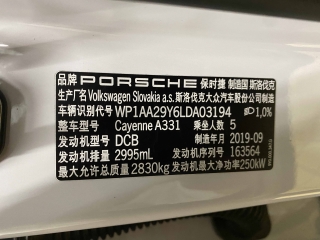 品牌 PORSCHE 保时捷 制造国 斯洛伐克
生产厂名 Volkswagen Slovakia a.s. 斯洛伐克大众汽车股份公司制造
车辆识别代号 WP1AA29Y6LDA03194 1,0%
整车型号 Cayenne A331 乘坐人数 5
发动机型号 DCB 制造年月 2019-09
发动机排量 2995mL 发动机序列号 163564
最大允许总质量 2830kg 发动机最大净功率 250kW